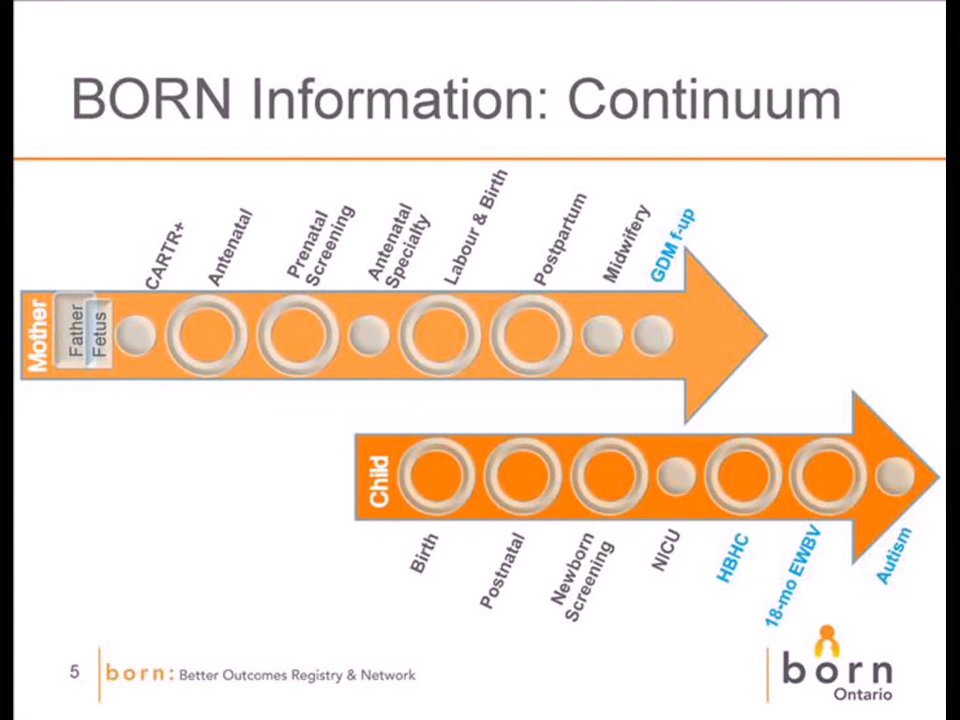 BORN Information: Continuum
CARTR+
Antenatal
Prenatal
Screening
Antenatal
Specialty
Labour & Birth
Postpartum
Midwifery
GDM f-up
Mother
Father
Fetus
Child
Birth
Postnatal
Newborn
Screening
NICU
HBHC
18-mo EWBV
Autism
5
born: Better Outcomes Registry & Network
born
Ontario